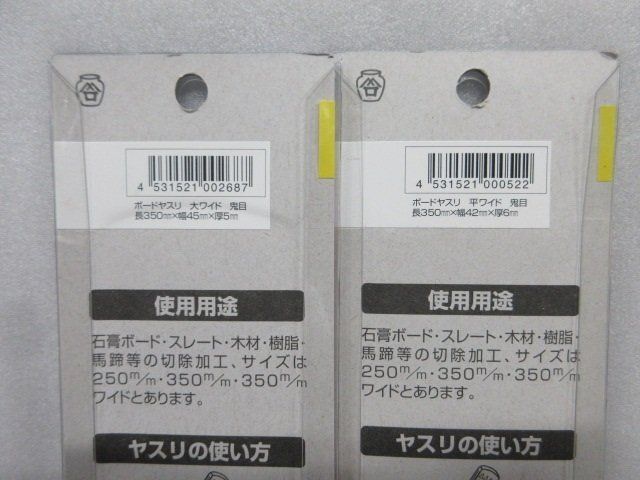 4 531521 002687
ボードヤスリ 大ワイド 鬼目
長350mm×幅45mm×厚5mm
使用用途
石膏ボード・スレート・木材・樹脂・
馬蹄等の切除加工、サイズは
250m/m・350m/m・350m/m
ワイドとあります。
ヤスリの使い方
4 531521 000522
ボードヤスリ 平ワイド 鬼目
長350mm×幅42mm×厚6mm
使用用途
石膏ボード・スレート・木材・樹脂・
馬蹄等の切除加工、サイズは
250m/m・350m/m・350m/m
ワイドとあります。
ヤスリの使い方